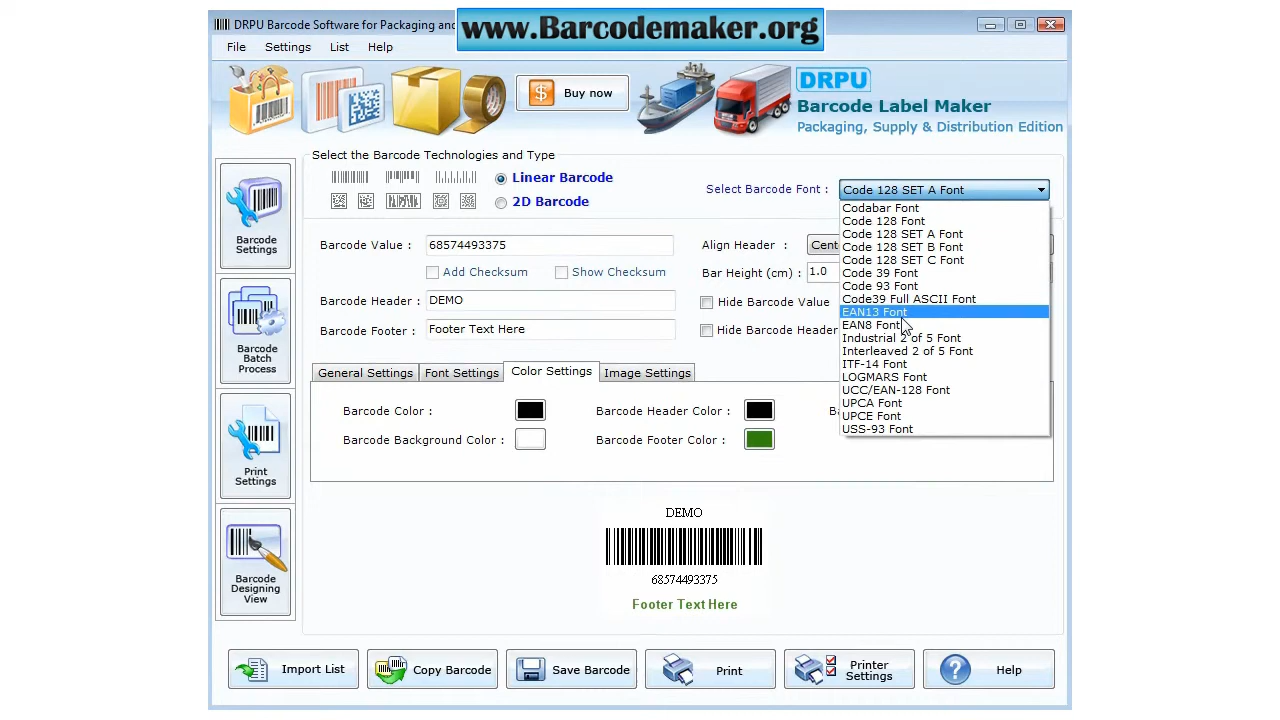 DRPU Barcode Software for Packaging and
www.Barcodemaker.org
File Settings List Help
Buy now
DRPU
Barcode Label Maker
Packaging, Supply & Distribution Edition
Select the Barcode Technologies and Type
Linear Barcode
2D Barcode
Select Barcode Font :
Code 128 SET A Font
Codabar Font
Code 128 Font
Code 128 SET A Font
Code 128 SET B Font
Code 128 SET C Font
Code 39 Font
Code 93 Font
Code39 Full ASCII Font
EAN13 Font
EAN8 Font
Industrial 2 of 5 Font
Interleaved 2 of 5 Font
ITF-14 Font
LOGMARS Font
UCC/EAN-128 Font
UPCA Font
UPCE Font
USS-93 Font
Barcode Settings
Barcode Batch Process
Print Settings
Barcode Designing View
Barcode Value : 68574493375
Add Checksum Show Checksum
Barcode Header : DEMO
Barcode Footer : Footer Text Here
Align Header : Cent
Bar Height (cm) : 1.0
Hide Barcode Value
Hide Barcode Header
General Settings Font Settings Color Settings Image Settings
Barcode Color : Barcode Header Color :
Barcode Background Color : Barcode Footer Color :
DEMO
68574493375
Footer Text Here
Import List Copy Barcode Save Barcode Print Printer Settings Help